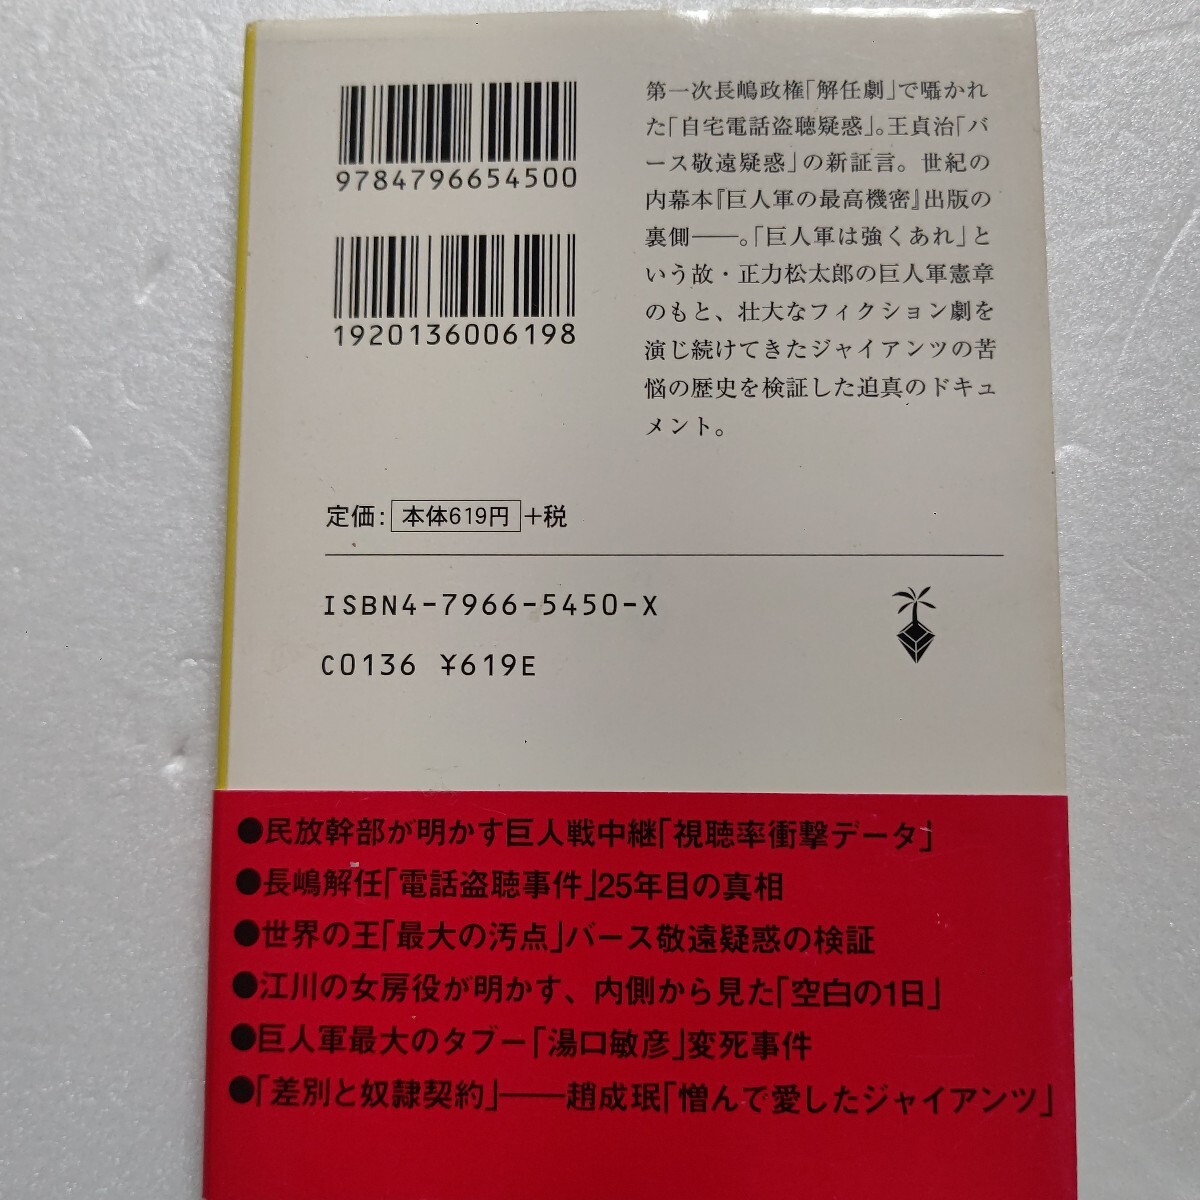 9784796654500
1920136006198
第一次長嶋政権「解任劇」で囁かれ
た「自宅電話盗聴疑惑」。王貞治「バ
ース敬遠疑惑」の新証言。世紀の
内幕本『巨人軍の最高機密』出版の
裏側——。「巨人軍は強くあれ」と
いう故・正力松太郎の巨人軍憲章
のもと、壮大なフィクション劇を
演じ続けてきたジャイアンツの苦
悩の歴史を検証した迫真のドキュ
メント。
定価: 本体619円 +税
ISBN4-7966-5450-X
C0136 ¥619E
●民放幹部が明かす巨人戦中継「視聴率衝撃データ」
●長嶋解任「電話盗聴事件」25年目の真相
●世界の王「最大の汚点」バース敬遠疑惑の検証
●江川の女房役が明かす、内側から見た「空白の1日」
●巨人軍最大のタブー「湯口敏彦」変死事件
●「差別と奴隷契約」——趙成珉「憎んで愛したジャイアンツ」